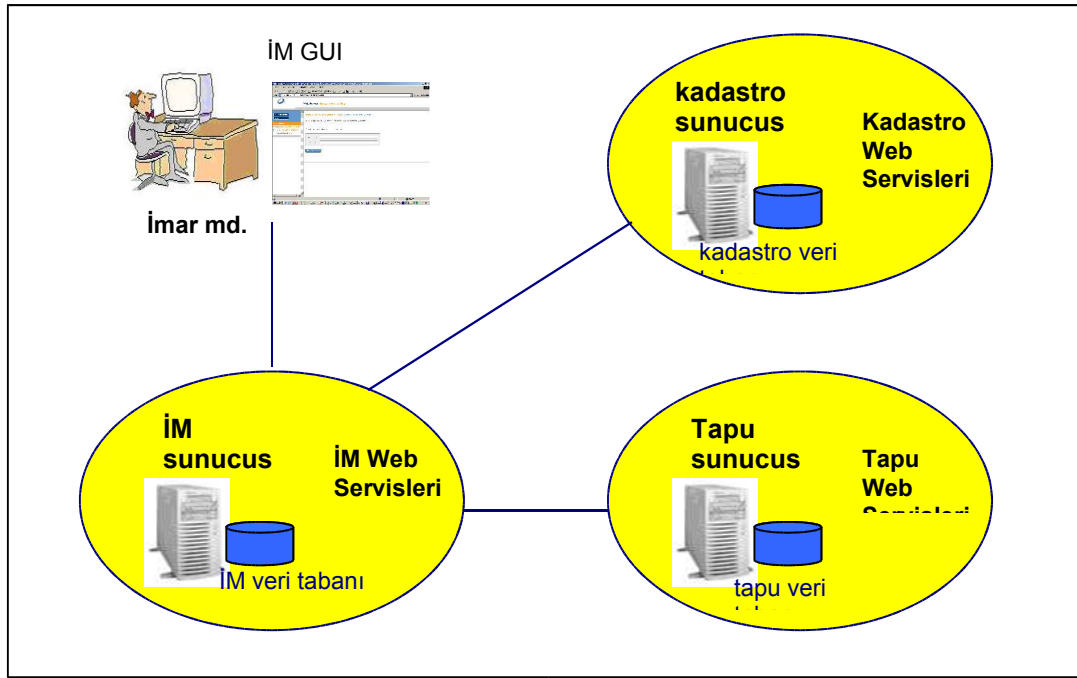 İM GUI
İmar md.
kadastro
sunucus
Kadastro
Web
Servisleri
kadastro veri
İM
sunucus
İM Web
Servisleri
İM veri tabanı
Tapu
sunucus
Tapu
Web
Servisleri
tapu veri